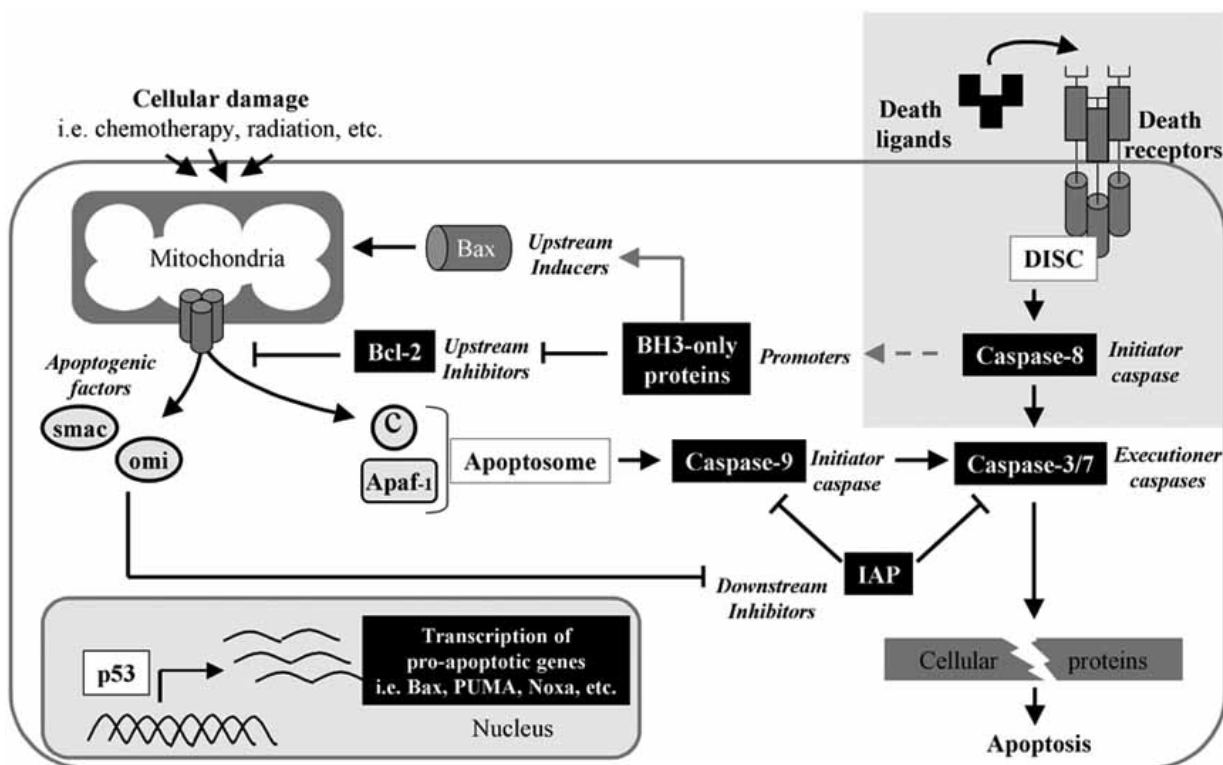 Cellular damage
i.e. chemotherapy, radiation, etc.
Death
ligands
Death
receptors
Mitochondria
Bax
Upstream
Inducers
DISC
Bcl-2
Upstream
Inhibitors
BH3-only
proteins
Promoters
Caspase-8
Initiator
caspase
Apoptogenic
factors
smac
omi
C
Apaf-1
Apoptosome
Caspase-9
Initiator
caspase
Caspase-3/7
Executioner
caspases
IAP
Downstream
Inhibitors
p53
Transcription of
pro-apoptotic genes
i.e. Bax, PUMA, Noxa, etc.
Nucleus
Cellular proteins
Apoptosis